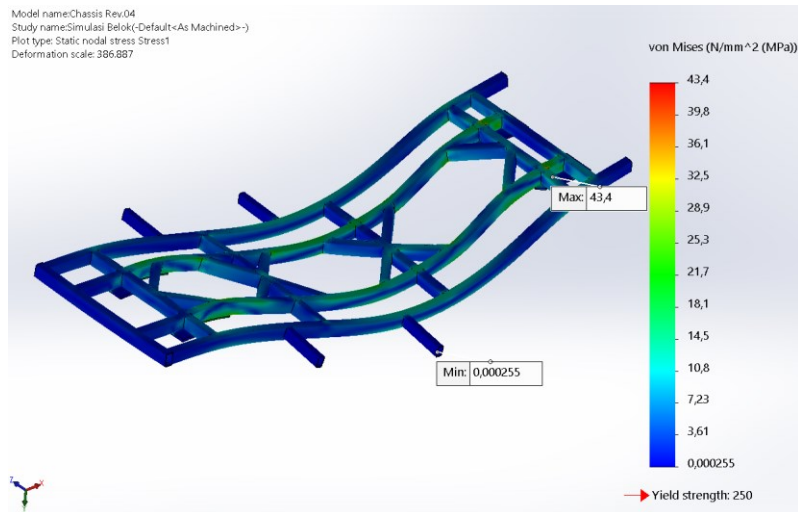 Model name:Chassis Rev.04
Study name:Simulasi Belok(-Default<As Machined>-)
Plot type: Static nodal stress Stress1
Deformation scale: 386.887
von Mises (N/mm^2 (MPa))
43,4
39,8
36,1
32,5
28,9
25,3
21,7
18,1
14,5
10,8
7,23
3,61
0,000255
Yield strength: 250
Max: 43,4
Min: 0,000255
Z
X
Y